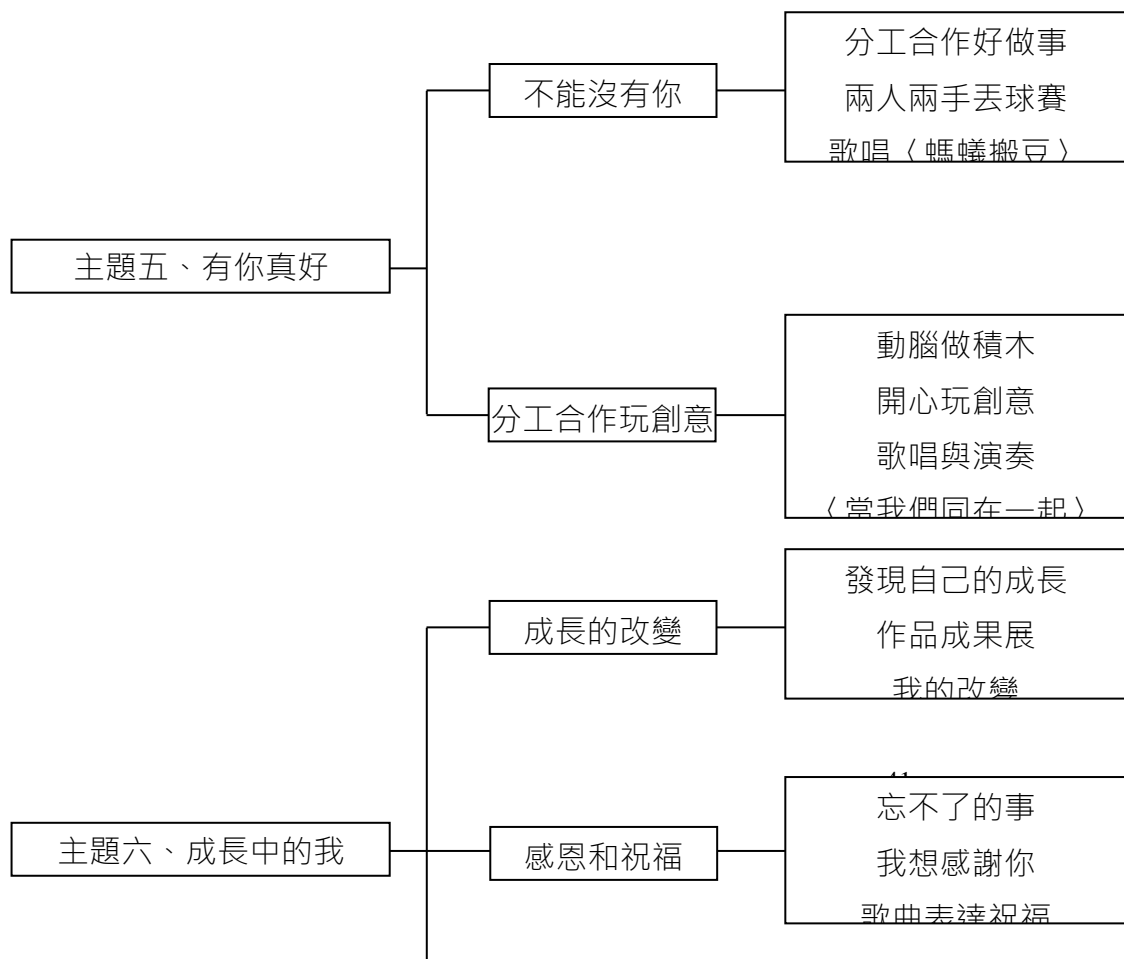 主題五、有你真好
不能沒有你
分工合作好做事
兩人兩手丟球賽
歌唱〈螞蟻搬豆〉
分工合作玩創意
動腦做積木
開心玩創意
歌唱與演奏
〈當我們同在一起〉
主題六、成長中的我
成長的改變
發現自己的成長
作品成果展
我的改變
感恩和祝福
忘不了的事
我想感謝你
歌曲表達祝福